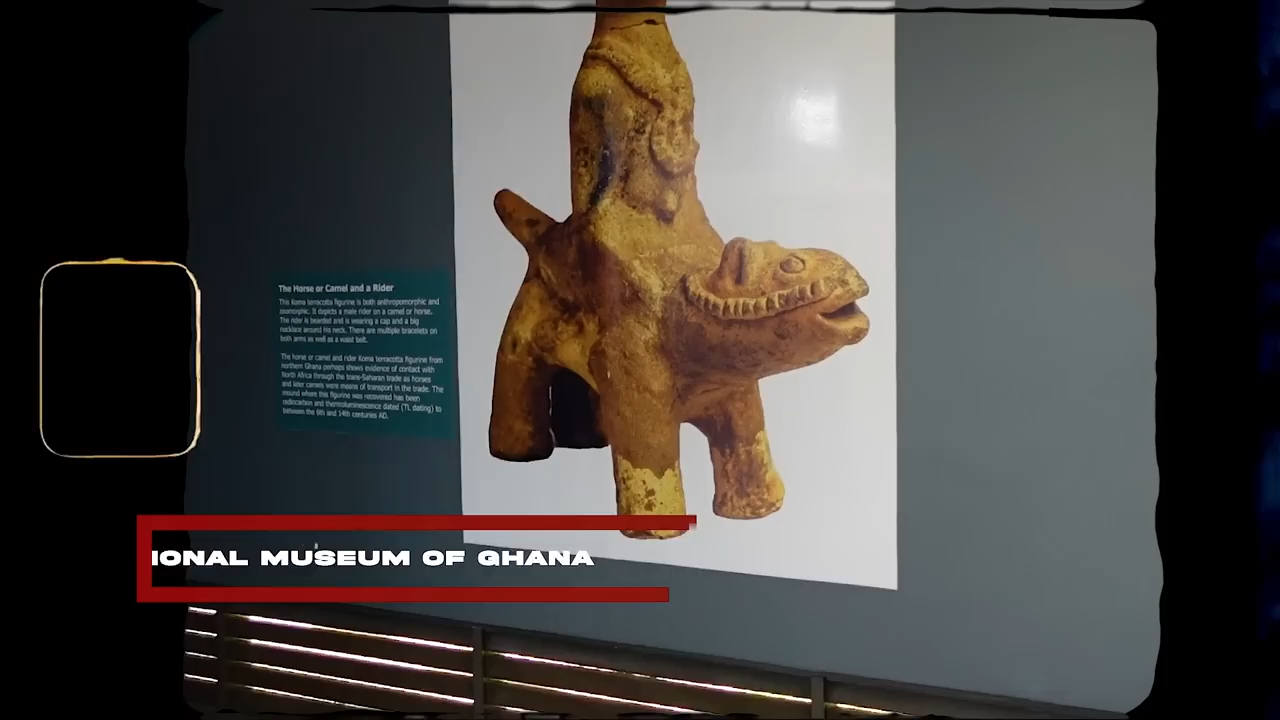 The Horse or Camel and a Rider
This Koma terracotta figurine is both anthropomorphic and
zoomorphic. It depicts a male rider on a camel or horse.
The rider is bearded and is wearing a cap and a big
necklace around his neck. There are multiple bracelets on
both arms as well as a waist belt.
The horse or camel and rider Koma terracotta figurine from
northern Ghana perhaps shows evidence of contact with
North Africa through the trans-Saharan trade as horses
and later camels were means of transport in the trade. The
mound where this figurine was recovered has been
radiocarbon and thermoluminescence dated (TL dating) to
between the 6th and 14th centuries AD.
IONAL MUSEUM OF GHANA